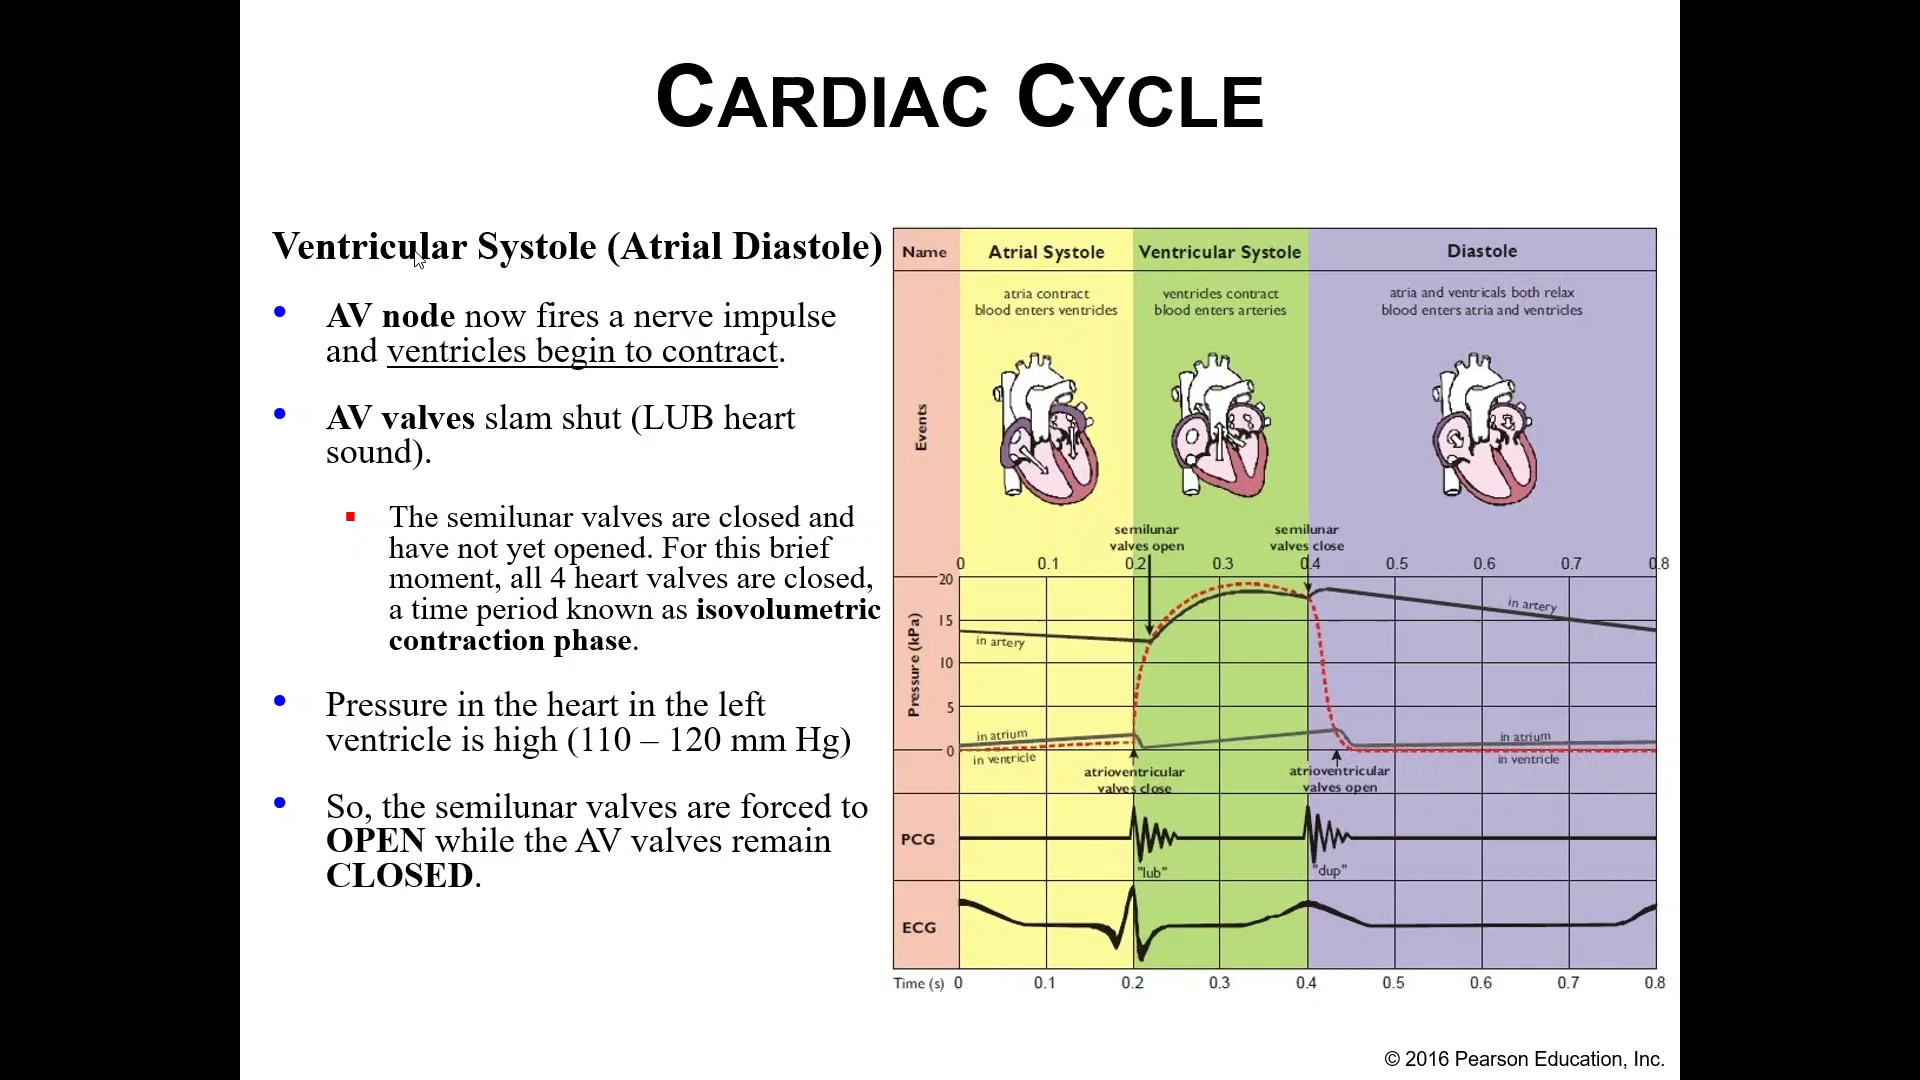 CARDIAC CYCLE
Ventricular Systole (Atrial Diastole)
• AV node now fires a nerve impulse
and ventricles begin to contract.
• AV valves slam shut (LUB heart
sound).
▪ The semilunar valves are closed and
have not yet opened. For this brief
moment, all 4 heart valves are closed,
a time period known as isovolumetric
contraction phase.
• Pressure in the heart in the left
ventricle is high (110 – 120 mm Hg)
• So, the semilunar valves are forced to
OPEN while the AV valves remain
CLOSED.
Name Atrial Systole Ventricular Systole Diastole
Events
atria contract
blood enters ventricles
ventricles contract
blood enters arteries
atria and ventricals both relax
blood enters atria and ventricles
semilunar
valves open
semilunar
valves close
0 0.1 0.2 0.3 0.4 0.5 0.6 0.7 0.8
Pressure (kPa)
20
15
10
5
0
in artery
in artery
in atrium
in ventricle
in atrium
in ventricle
atrioventricular
valves close
atrioventricular
valves open
PCG
"lub"
"dup"
ECG
Time (s) 0 0.1 0.2 0.3 0.4 0.5 0.6 0.7 0.8
© 2016 Pearson Education, Inc.